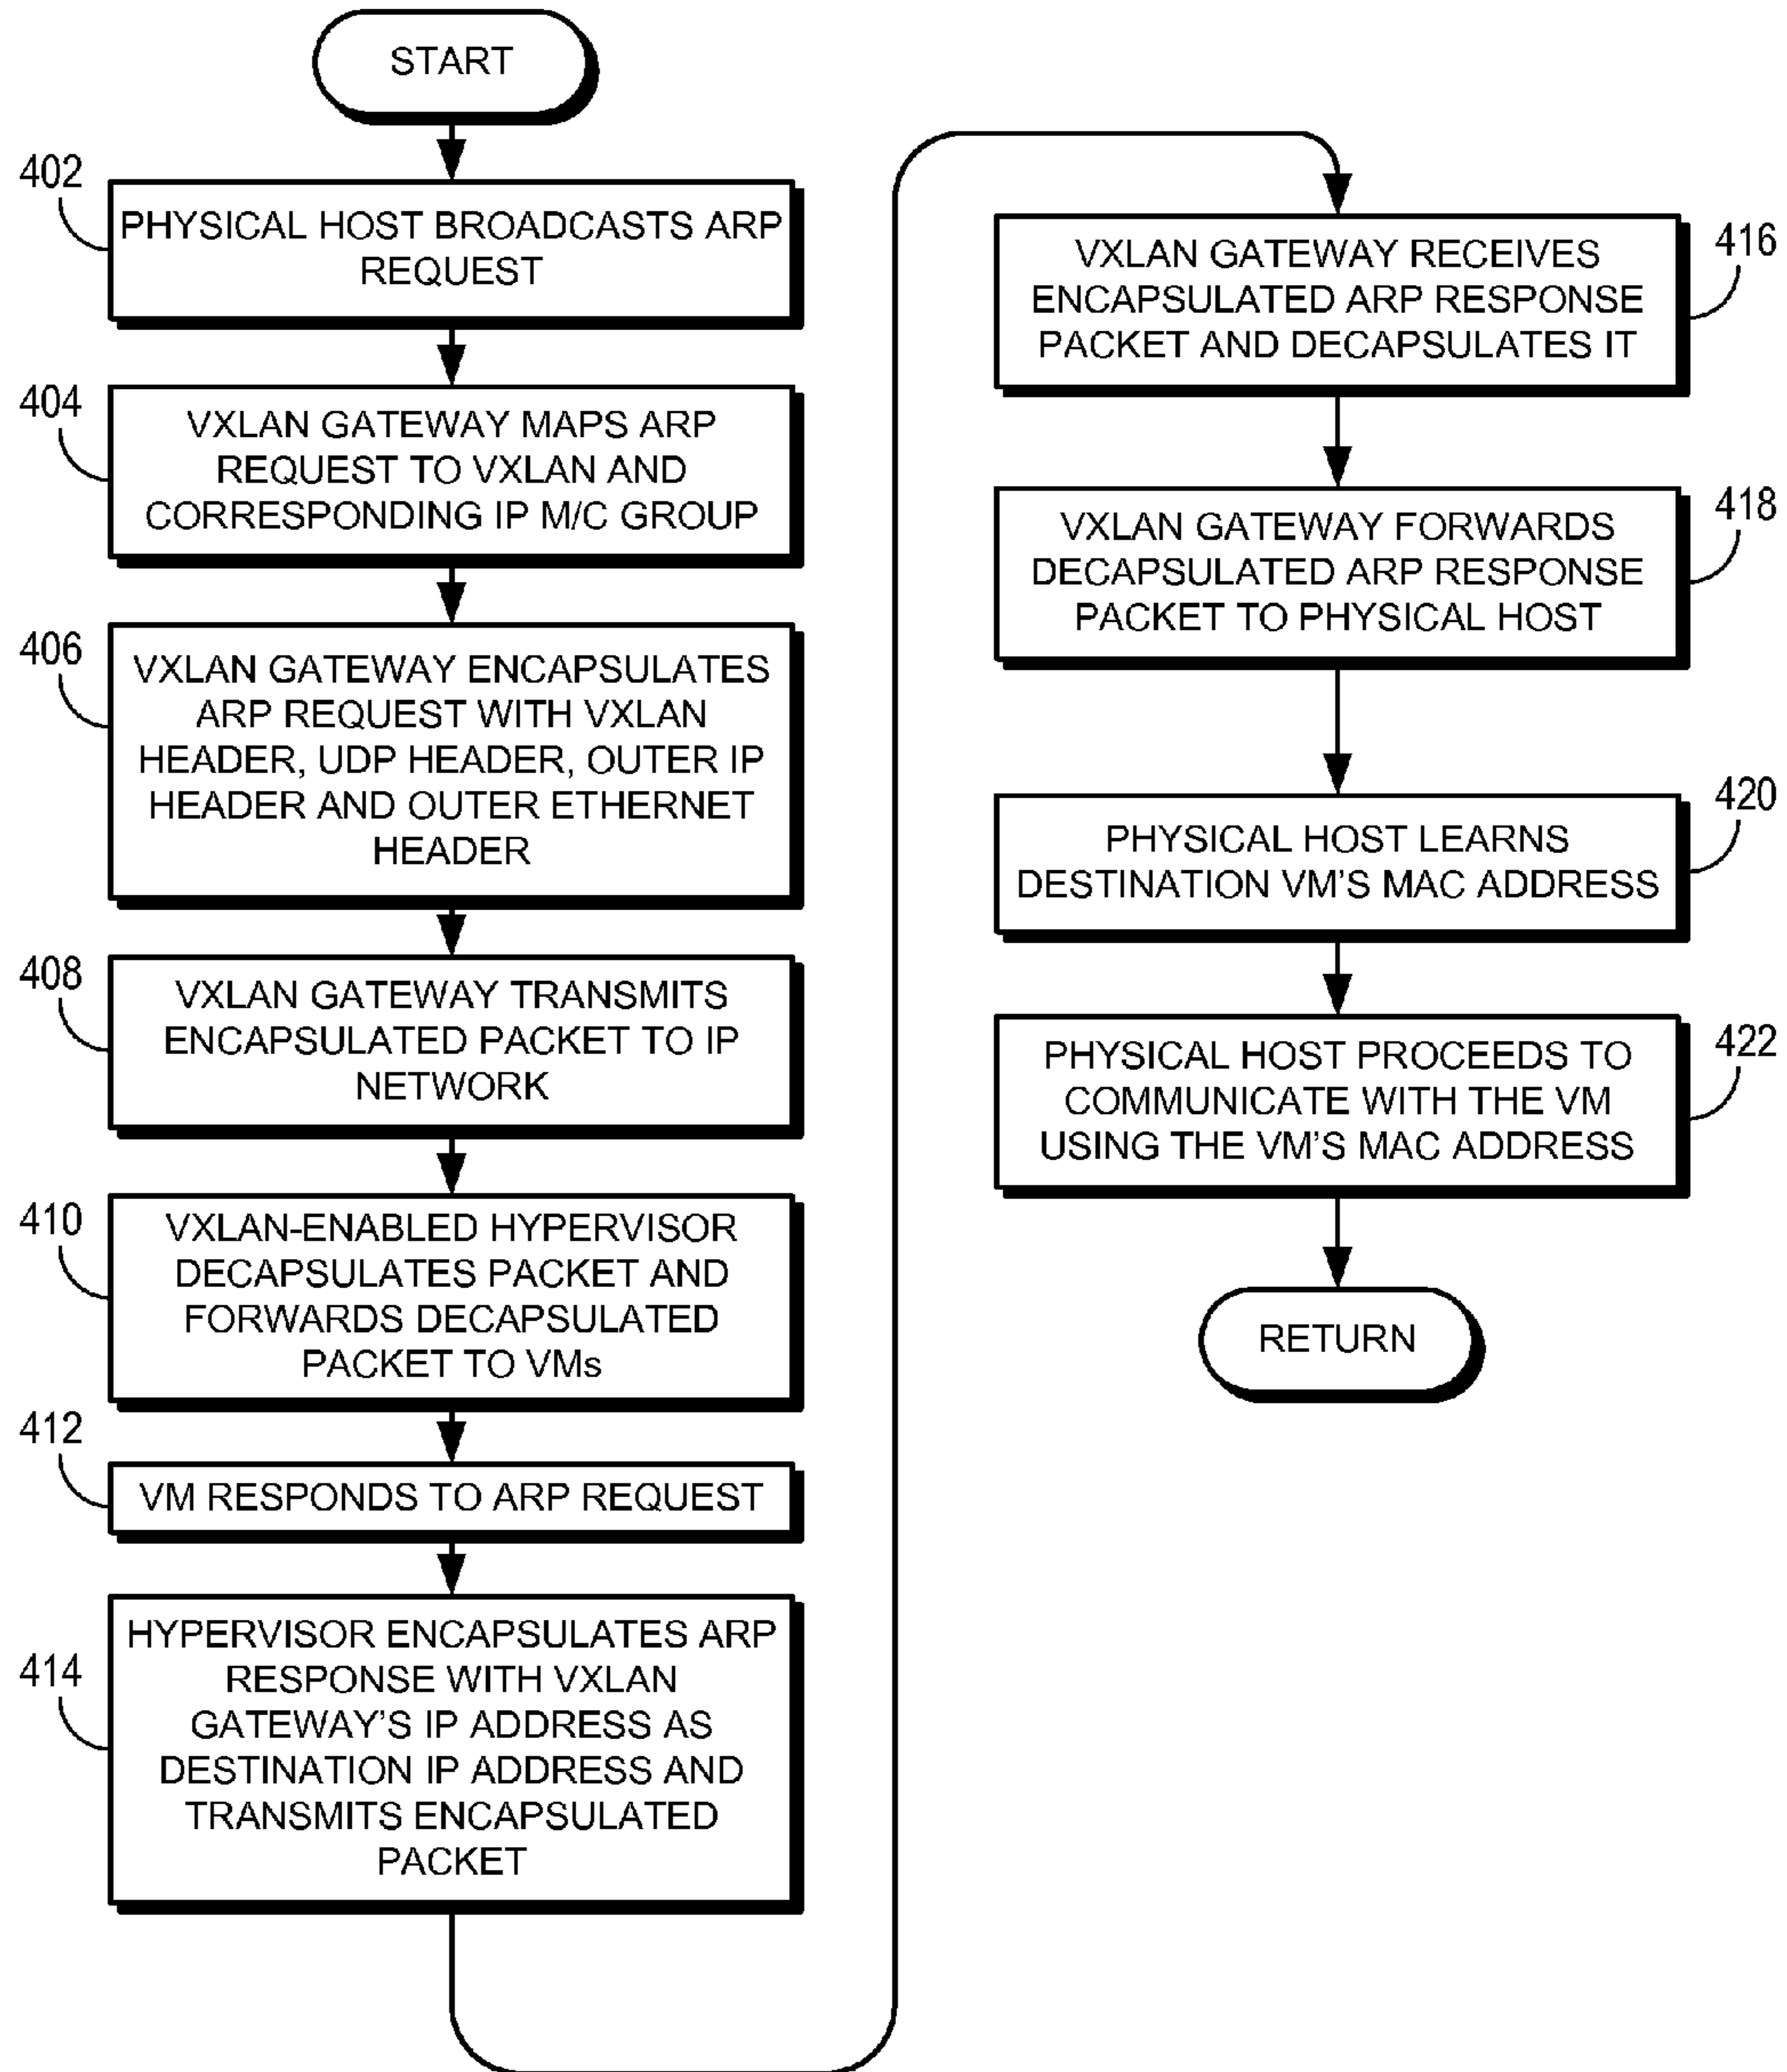 START
402
PHYSICAL HOST BROADCASTS ARP
REQUEST
404
VXLAN GATEWAY MAPS ARP
REQUEST TO VXLAN AND
CORRESPONDING IP M/C GROUP
406
VXLAN GATEWAY ENCAPSULATES
ARP REQUEST WITH VXLAN
HEADER, UDP HEADER, OUTER IP
HEADER AND OUTER ETHERNET
HEADER
408
VXLAN GATEWAY TRANSMITS
ENCAPSULATED PACKET TO IP
NETWORK
410
VXLAN-ENABLED HYPERVISOR
DECAPSULATES PACKET AND
FORWARDS DECAPSULATED
PACKET TO VMs
412
VM RESPONDS TO ARP REQUEST
414
HYPERVISOR ENCAPSULATES ARP
RESPONSE WITH VXLAN
GATEWAY'S IP ADDRESS AS
DESTINATION IP ADDRESS AND
TRANSMITS ENCAPSULATED
PACKET
416
VXLAN GATEWAY RECEIVES
ENCAPSULATED ARP RESPONSE
PACKET AND DECAPSULATES IT
418
VXLAN GATEWAY FORWARDS
DECAPSULATED ARP RESPONSE
PACKET TO PHYSICAL HOST
420
PHYSICAL HOST LEARNS
DESTINATION VM'S MAC ADDRESS
422
PHYSICAL HOST PROCEEDS TO
COMMUNICATE WITH THE VM
USING THE VM'S MAC ADDRESS
RETURN